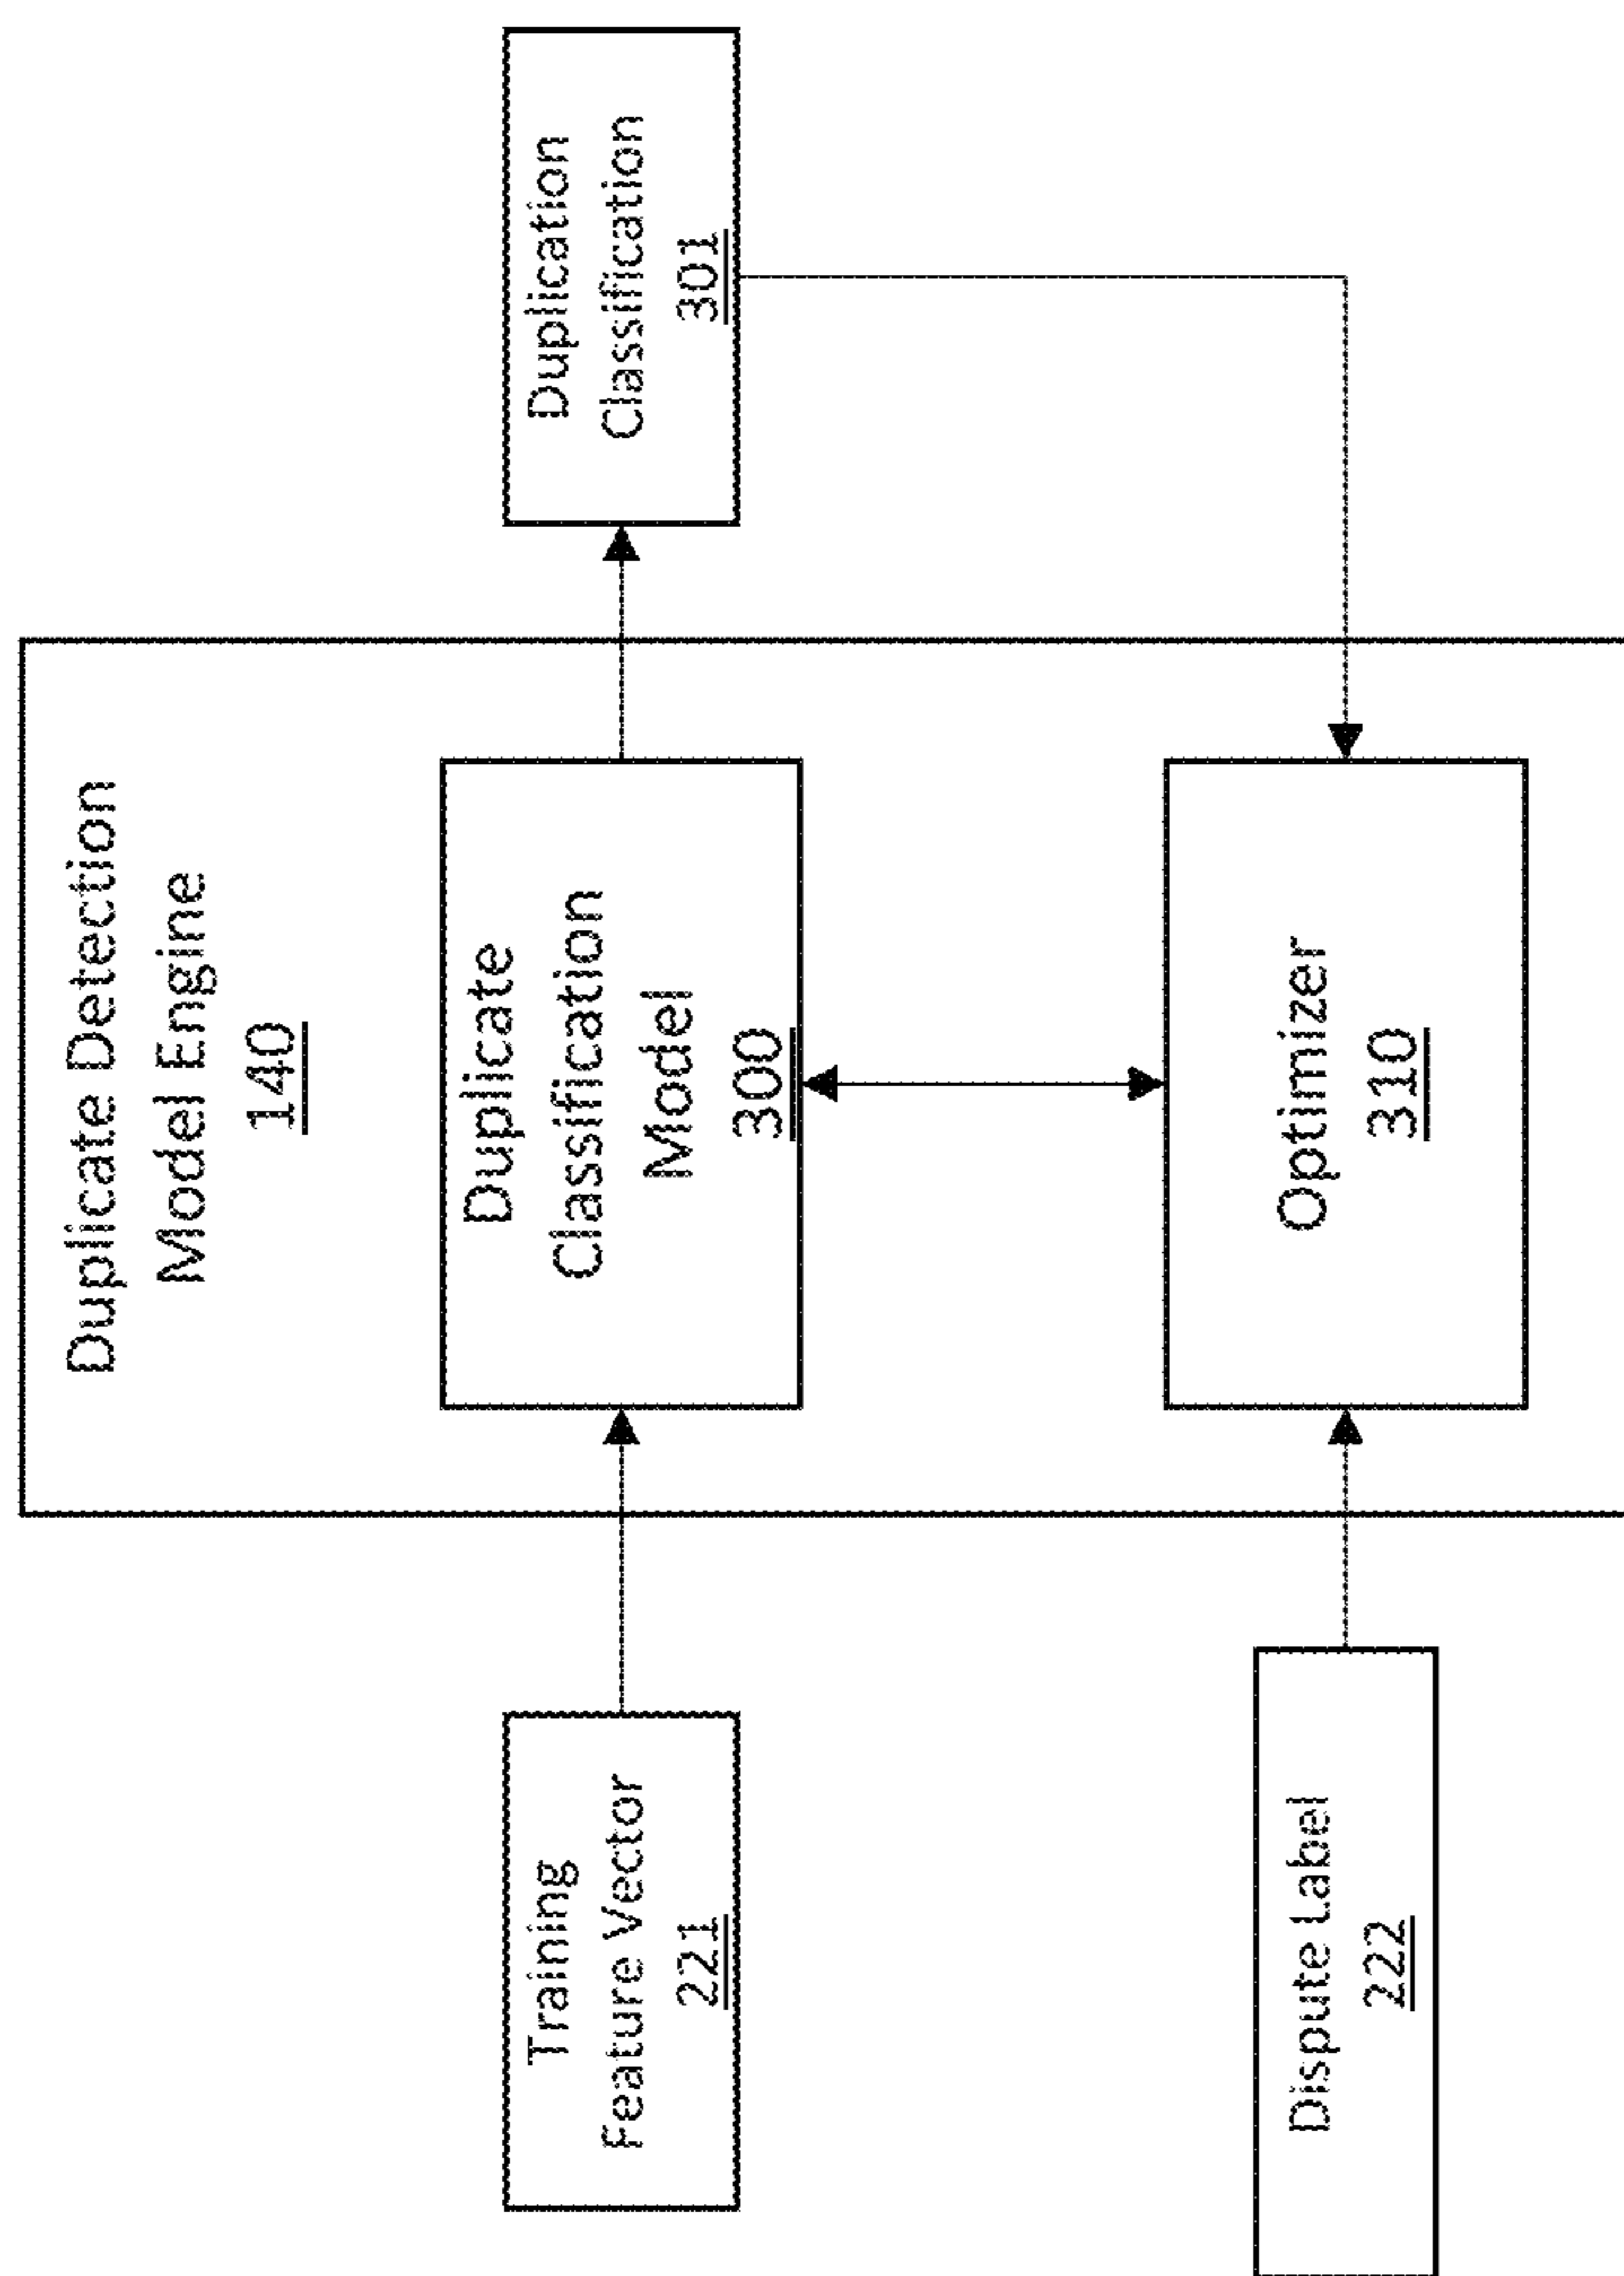 Duplicate Detection
Model Engine
140
Training
Feature Vector
221
Duplicate
Classification
Model
300
Duplication
Classification
301
Dispute Label
222
Optimizer
310